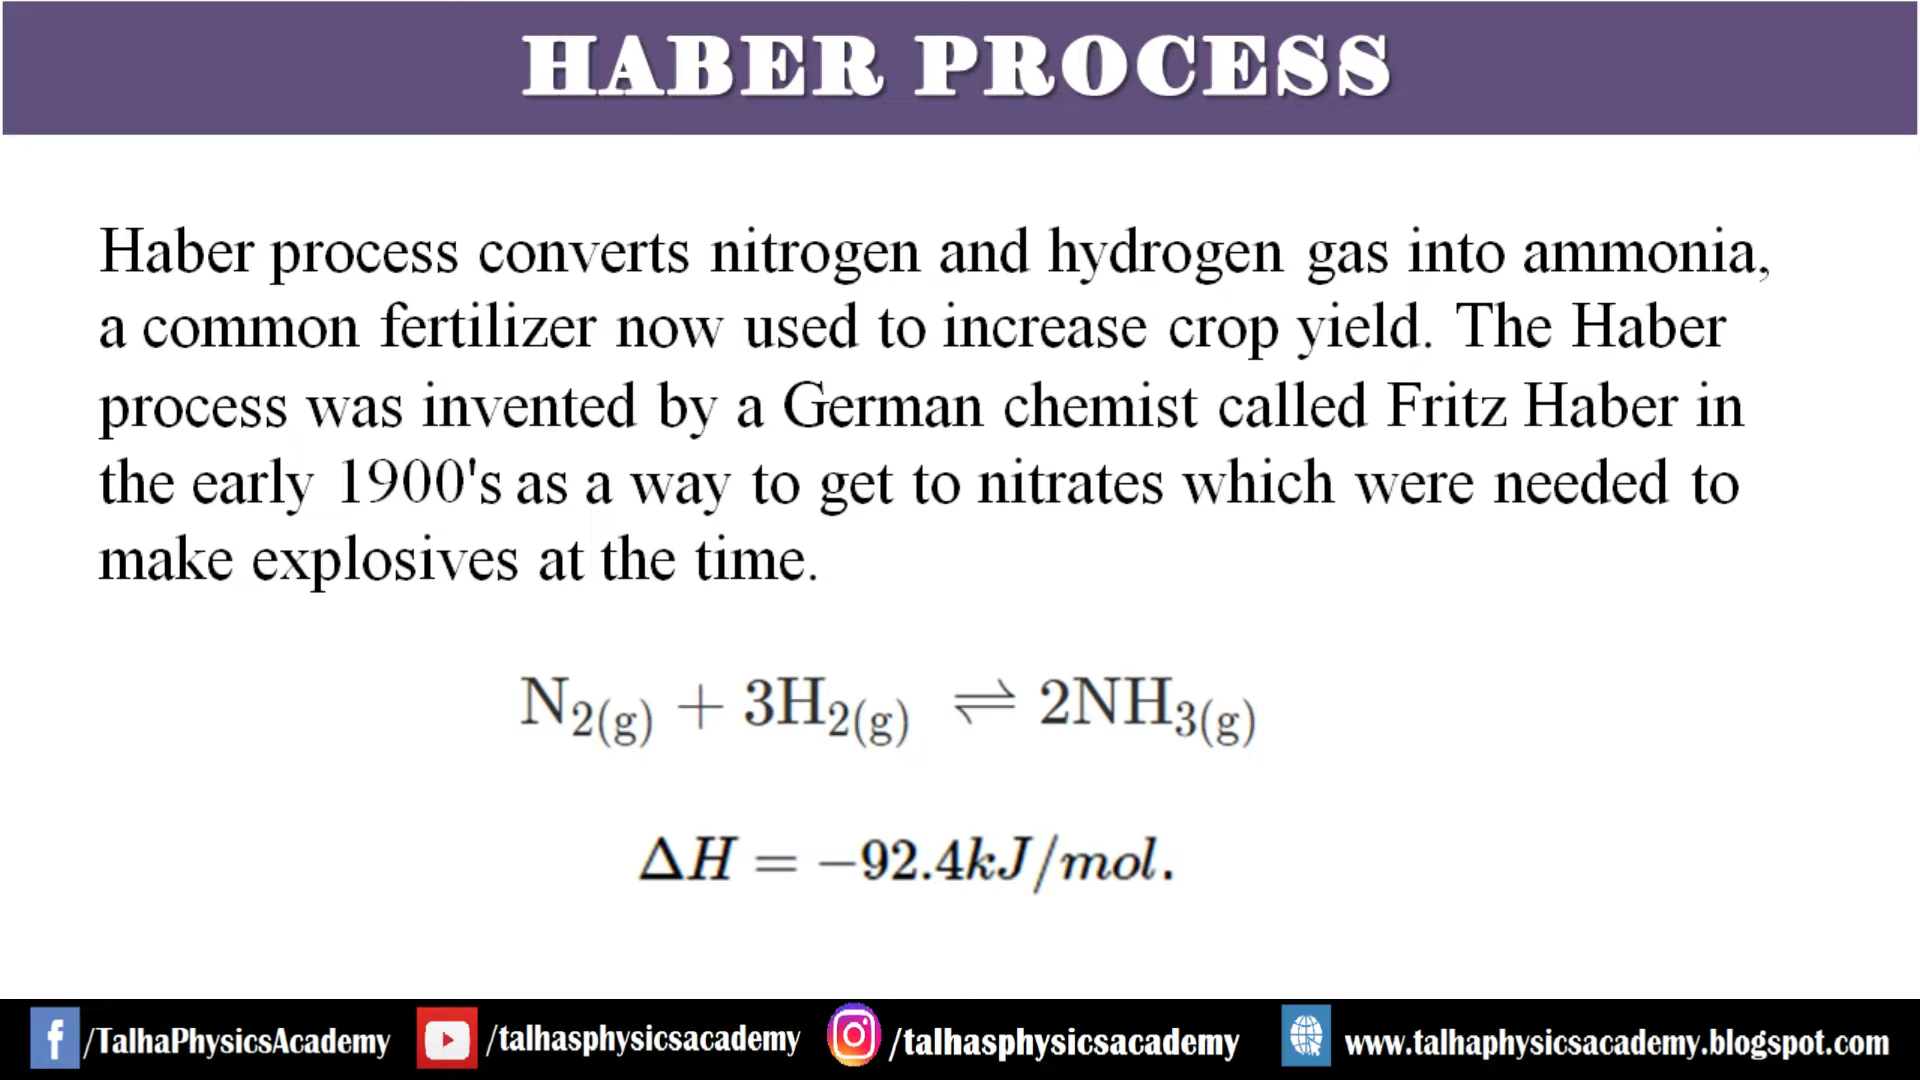 HABER PROCESS
Haber process converts nitrogen and hydrogen gas into ammonia,
a common fertilizer now used to increase crop yield. The Haber
process was invented by a German chemist called Fritz Haber in
the early 1900's as a way to get to nitrates which were needed to
make explosives at the time.
N₂(g) + 3H₂(g) ⇌ 2NH₃(g)
ΔH = −92.4kJ/mol.
/TalhaPhysicsAcademy /talhasphysicsacademy /talhasphysicsacademy www.talhaphysicsacademy.blogspot.com